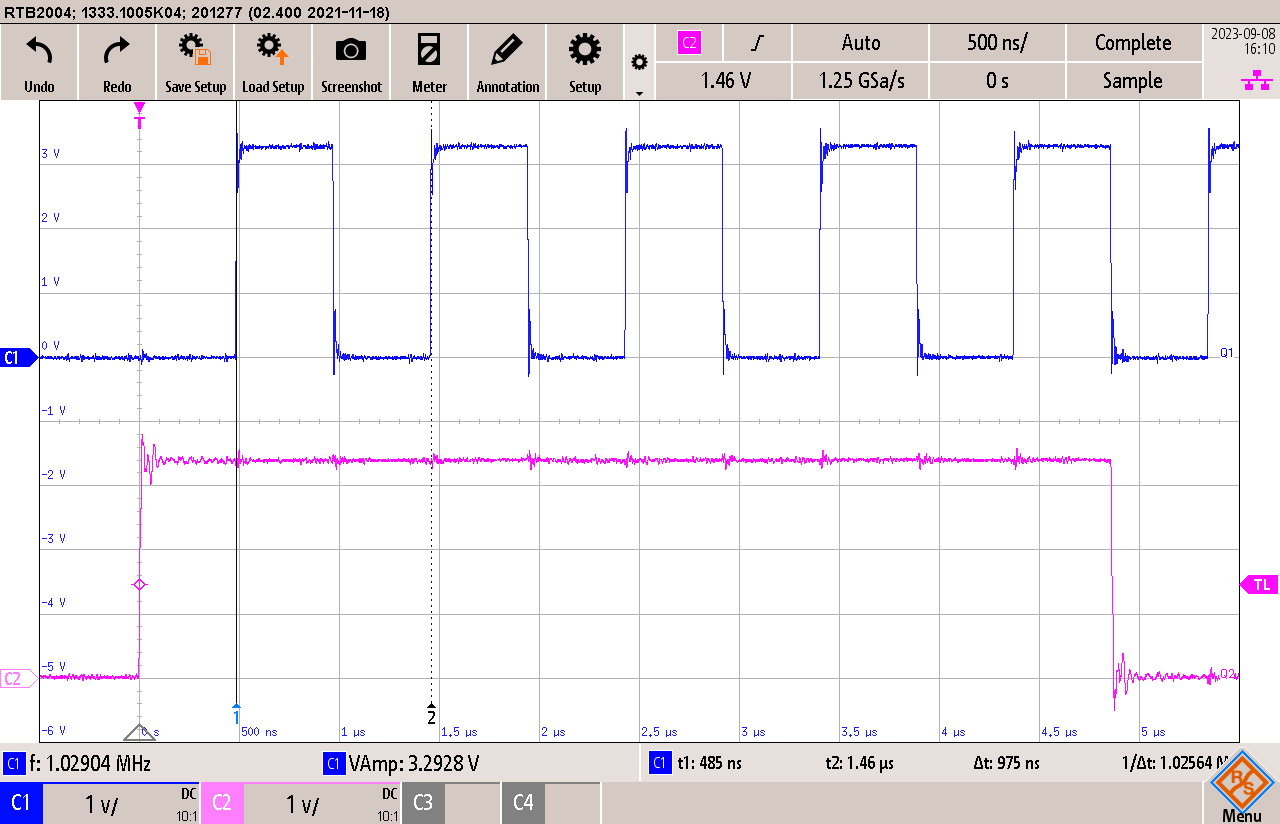 RTB2004; 1333.1005K04; 201277 (02.400 2021-11-18)
Undo
Redo
Save Setup
Load Setup
Screenshot
Meter
Annotation
Setup
C2
Auto
500 ns/
Complete
1.46 V
1.25 GSa/s
0 s
Sample
2023-09-08
16:10
T
3 V
2 V
1 V
C1
0 V
Q1
-1 V
-2 V
-3 V
-4 V
TL
-5 V
C2
Q2
-6 V
1
2
0 s
500 ns
1 µs
1.5 µs
2 µs
2.5 µs
3 µs
3.5 µs
4 µs
4.5 µs
5 µs
C1 f: 1.02904 MHz
C1 VAmp: 3.2928 V
C1 t1: 485 ns
t2: 1.46 µs
Δt: 975 ns
1/Δt: 1.02564 M
C1 1 V/ DC 10:1
C2 1 V/ DC 10:1
C3
C4
R S
Menu